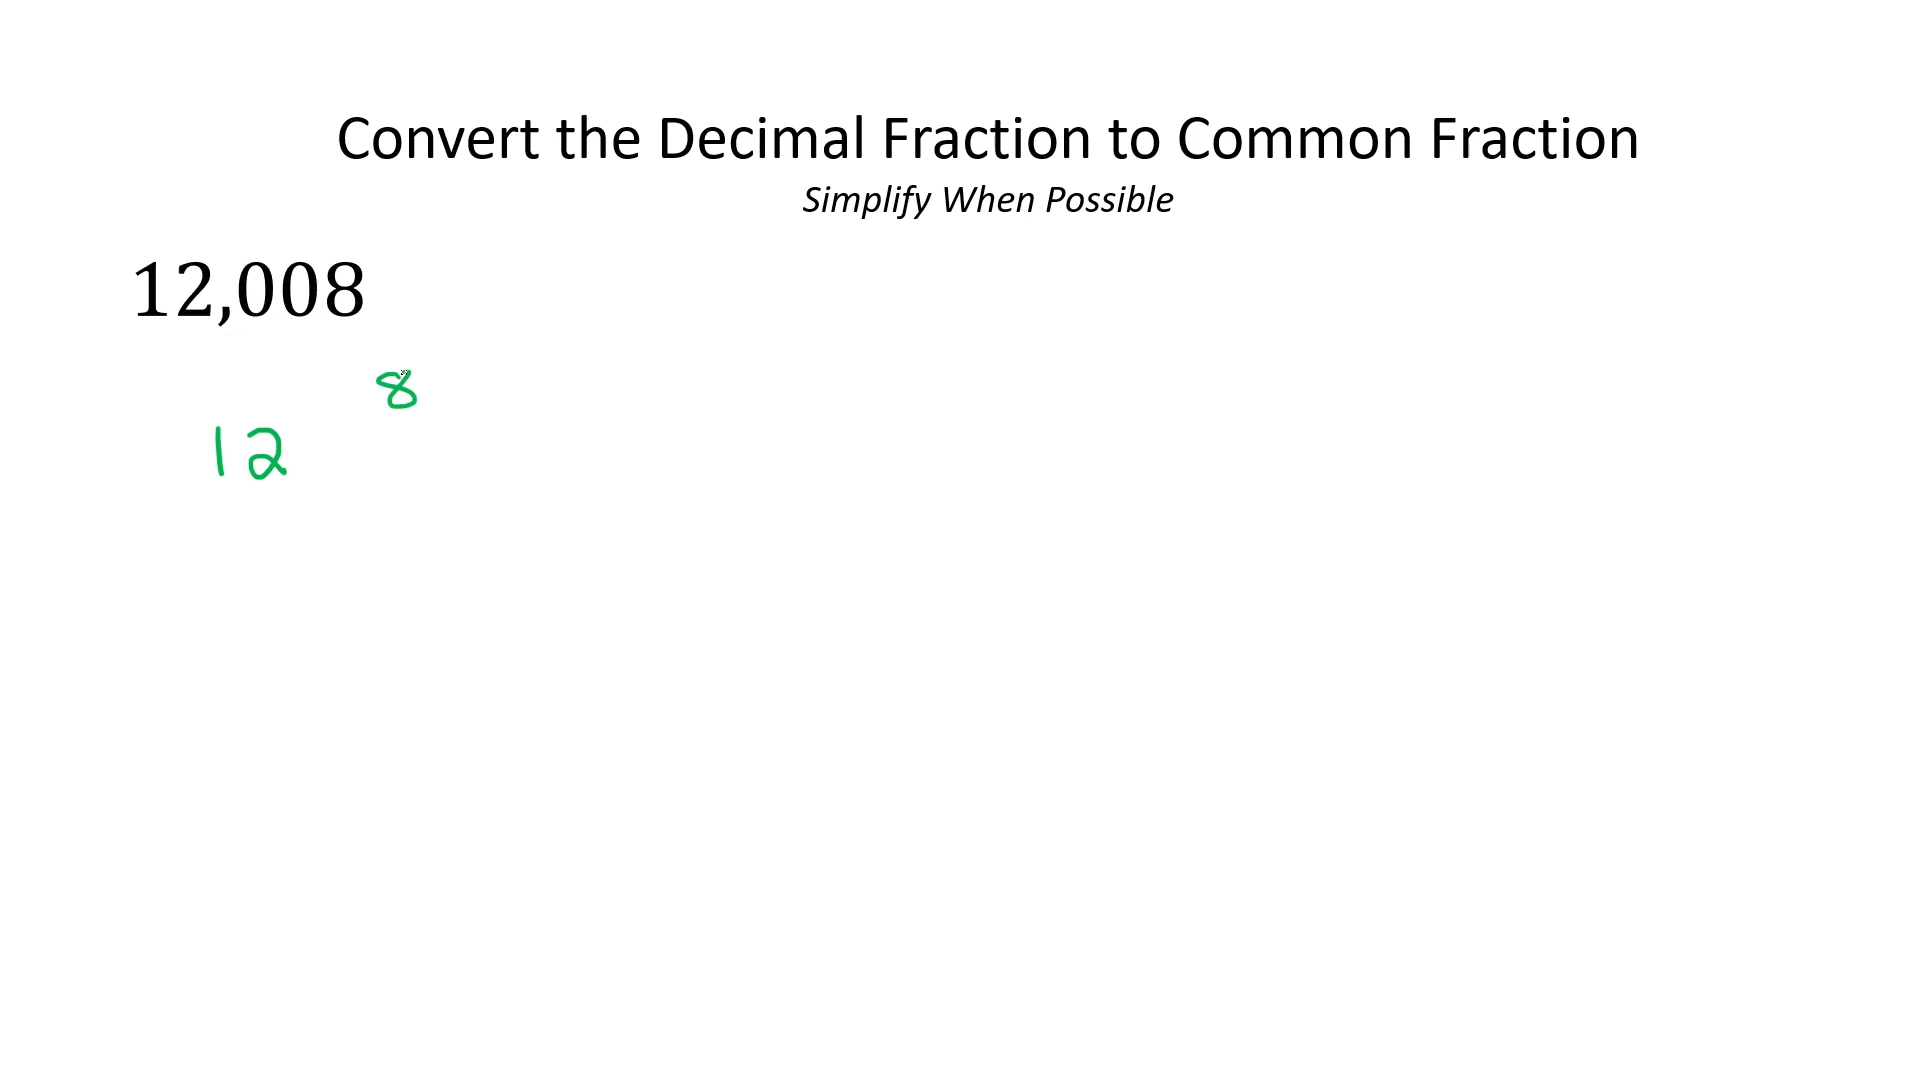 Convert the Decimal Fraction to Common Fraction
Simplify When Possible
12,008
8
12